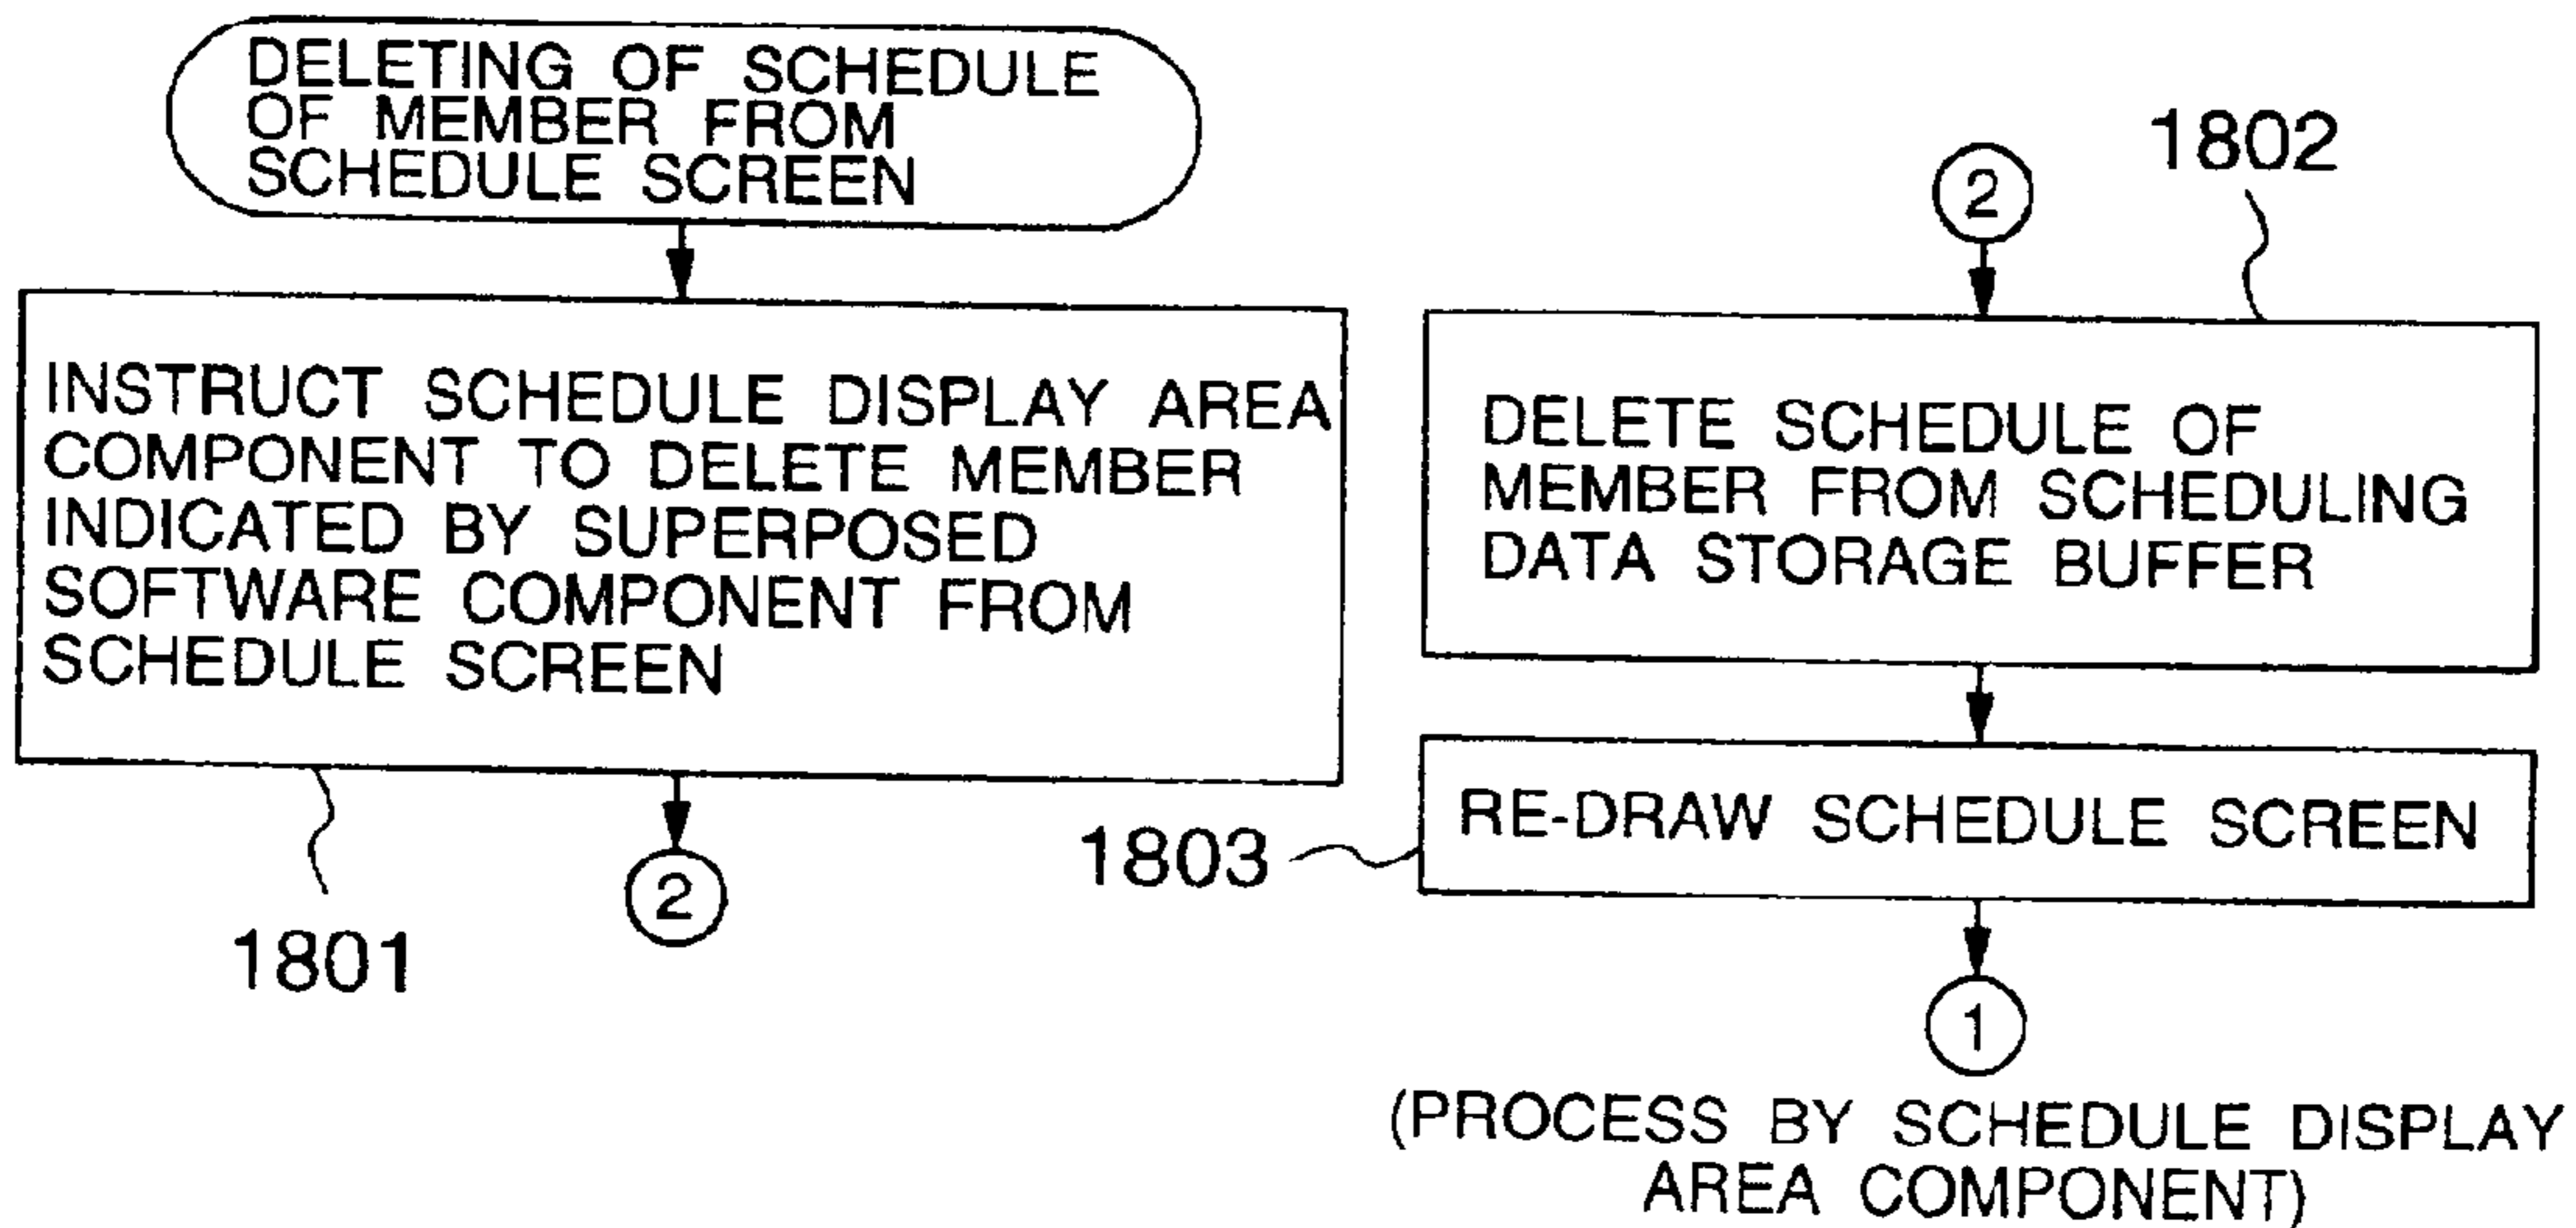 DELETING OF SCHEDULE
OF MEMBER FROM
SCHEDULE SCREEN
INSTRUCT SCHEDULE DISPLAY AREA
COMPONENT TO DELETE MEMBER
INDICATED BY SUPERPOSED
SOFTWARE COMPONENT FROM
SCHEDULE SCREEN
1801
2
2
1802
DELETE SCHEDULE OF
MEMBER FROM SCHEDULING
DATA STORAGE BUFFER
RE-DRAW SCHEDULE SCREEN
1803
1
(PROCESS BY SCHEDULE DISPLAY
AREA COMPONENT)